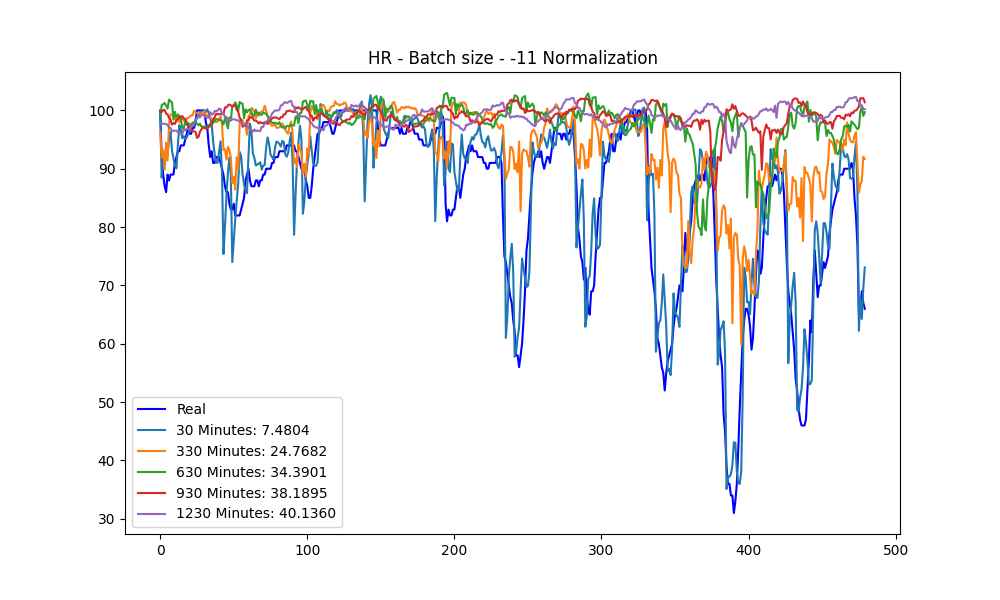 HR - Batch size - -11 Normalization
100
90
80
70
60
50
40
30
Real
30 Minutes: 7.4804
330 Minutes: 24.7682
630 Minutes: 34.3901
930 Minutes: 38.1895
1230 Minutes: 40.1360
0 100 200 300 400 500